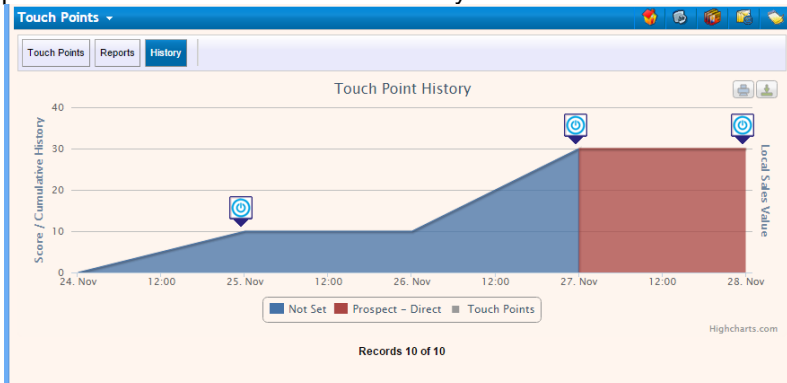 Touch Points
Touch Points Reports History
Touch Point History
Score / Cumulative History
40
30
20
10
0
Local Sales Value
24. Nov 12:00 25. Nov 12:00 26. Nov 12:00 27. Nov 12:00 28. Nov
Not Set Prospect - Direct Touch Points
Highcharts.com
Records 10 of 10